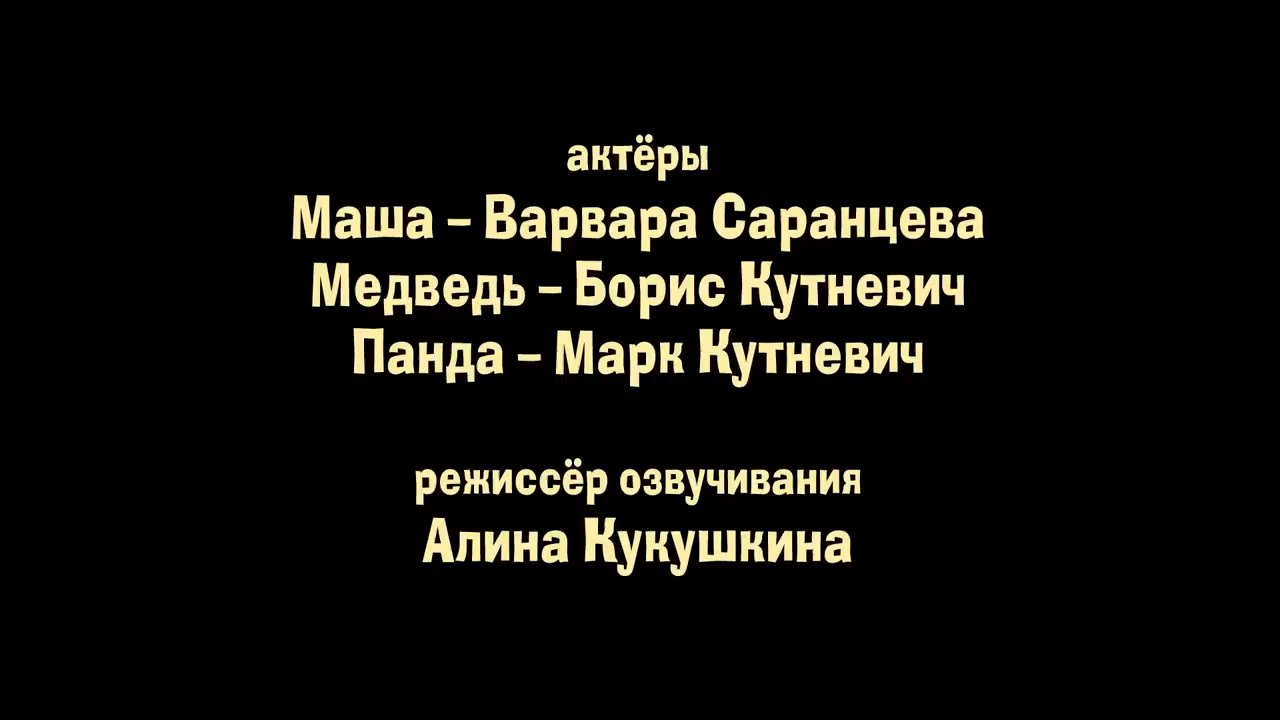 актёры
Маша – Варвара Саранцева
Медведь – Борис Кутневич
Панда – Марк Кутневич
режиссёр озвучивания
Алина Кукушкина